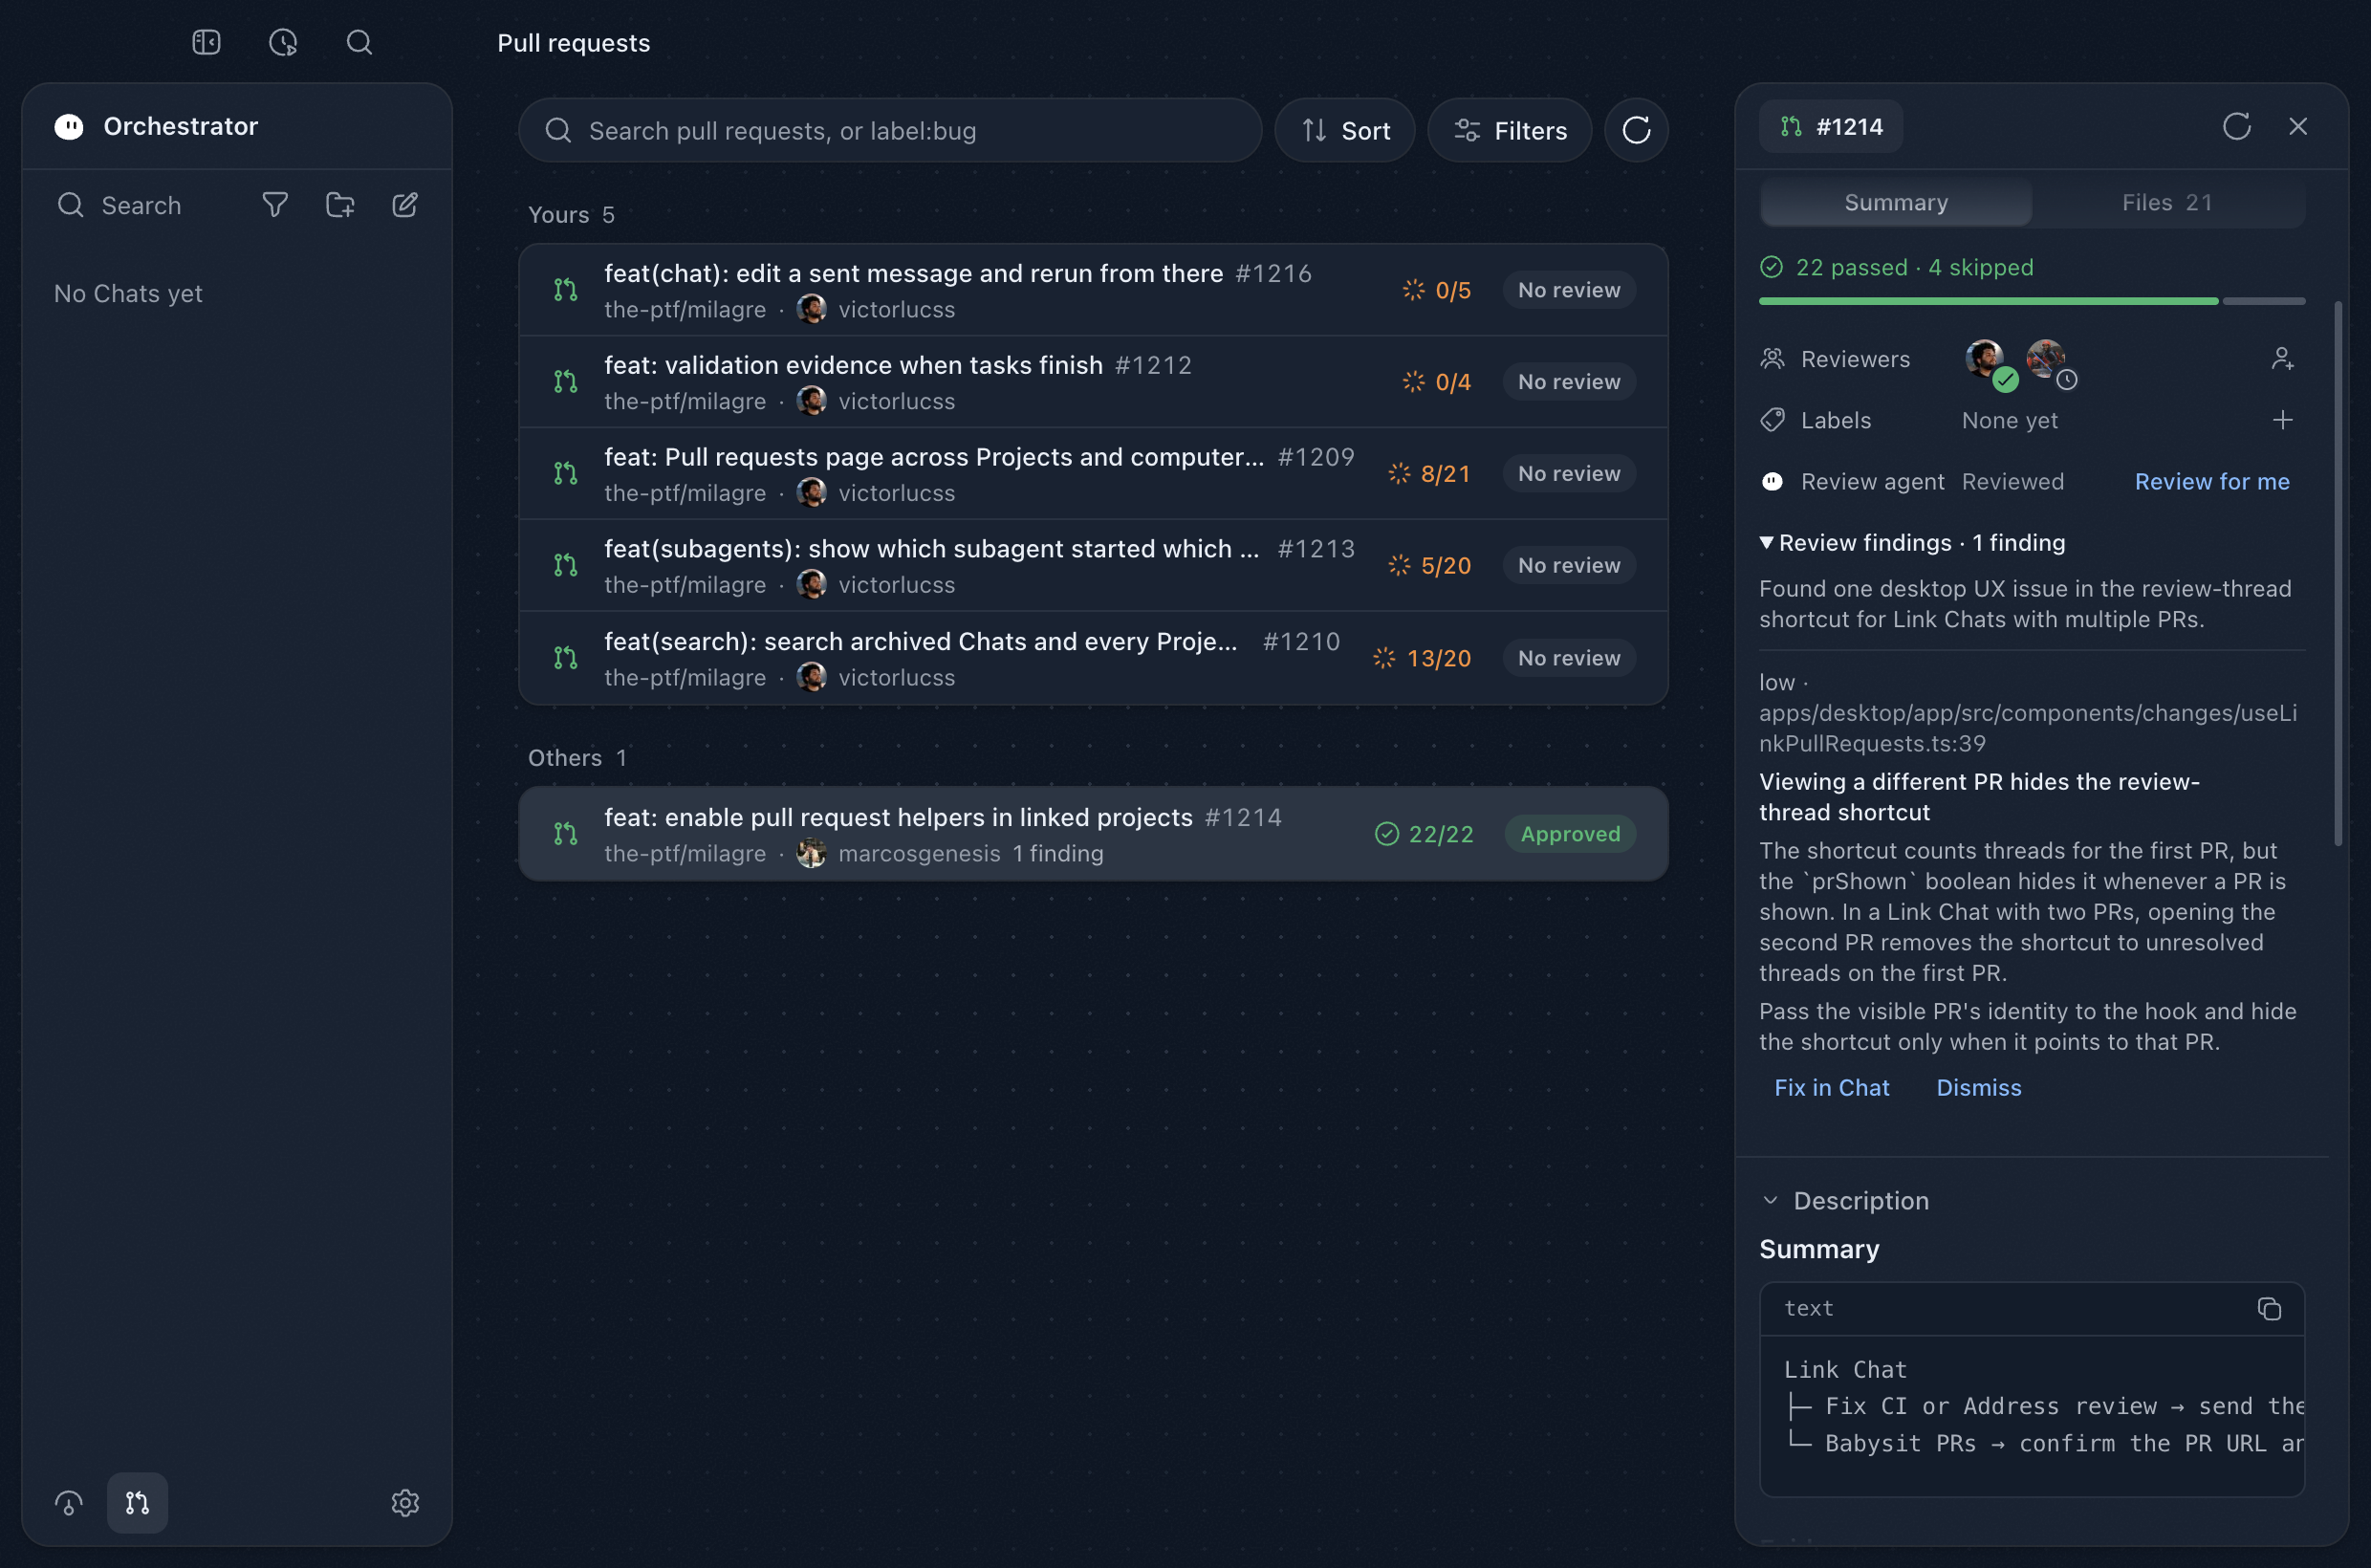 Pull requests
Orchestrator
Search
No Chats yet
Search pull requests, or label:bug
Sort
Filters
Yours 5
feat(chat): edit a sent message and rerun from there #1216
the-ptf/milagre · victorlucss
0/5
No review
feat: validation evidence when tasks finish #1212
the-ptf/milagre · victorlucss
0/4
No review
feat: Pull requests page across Projects and computer... #1209
the-ptf/milagre · victorlucss
8/21
No review
feat(subagents): show which subagent started which ... #1213
the-ptf/milagre · victorlucss
5/20
No review
feat(search): search archived Chats and every Proje... #1210
the-ptf/milagre · victorlucss
13/20
No review
Others 1
feat: enable pull request helpers in linked projects #1214
the-ptf/milagre · marcosgenesis 1 finding
22/22
Approved
#1214
Summary
Files 21
22 passed · 4 skipped
Reviewers
Labels None yet
Review agent Reviewed Review for me
Review findings · 1 finding
Found one desktop UX issue in the review-thread
shortcut for Link Chats with multiple PRs.
low ·
apps/desktop/app/src/components/changes/useLi
nkPullRequests.ts:39
Viewing a different PR hides the review-
thread shortcut
The shortcut counts threads for the first PR, but
the `prShown` boolean hides it whenever a PR is
shown. In a Link Chat with two PRs, opening the
second PR removes the shortcut to unresolved
threads on the first PR.
Pass the visible PR's identity to the hook and hide
the shortcut only when it points to that PR.
Fix in Chat Dismiss
Description
Summary
text
Link Chat
├─ Fix CI or Address review → send the
└─ Babysit PRs → confirm the PR URL ar